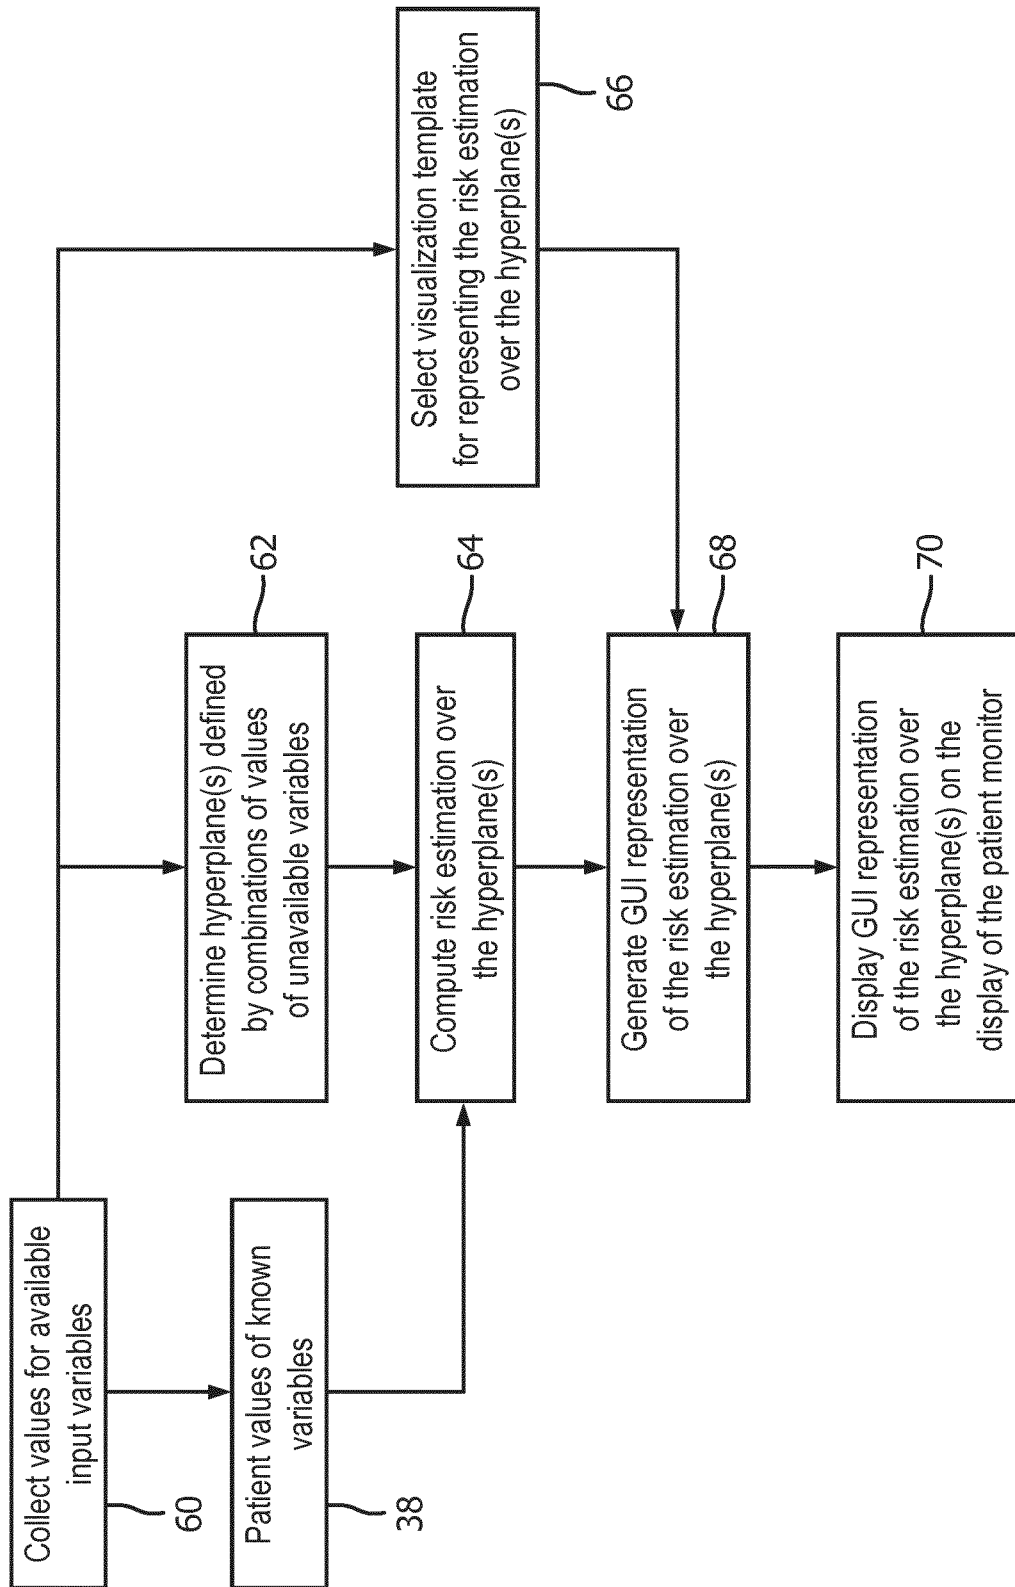 Collect values for available
input variables
60
Patient values of known
variables
38
Determine hyperplane(s) defined
by combinations of values
of unavailable variables
62
Compute risk estimation over
the hyperplane(s)
64
Select visualization template
for representing the risk estimation
over the hyperplane(s)
66
Generate GUI representation
of the risk estimation over
the hyperplane(s)
68
Display GUI representation
of the risk estimation over
the hyperplane(s) on the
display of the patient monitor
70